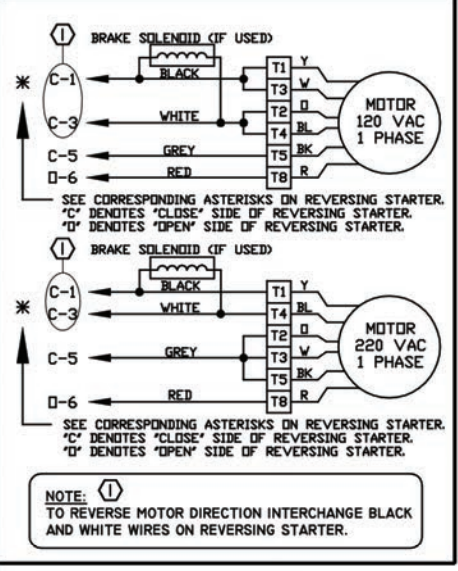 1 BRAKE SOLENOID (IF USED)
* C-1 BLACK T1 Y
T3 W
C-3 WHITE T2 O
T4 BL
C-5 GREY T5 BK
O-6 RED T8 R
MOTOR
120 VAC
1 PHASE
SEE CORRESPONDING ASTERISKS ON REVERSING STARTER.
"C" DENOTES "CLOSE" SIDE OF REVERSING STARTER.
"O" DENOTES "OPEN" SIDE OF REVERSING STARTER.
1 BRAKE SOLENOID (IF USED)
C-1 BLACK T1 Y
* C-3 WHITE T4 BL
T2 O
C-5 GREY T3 W
T5 BK
O-6 RED T8 R
MOTOR
220 VAC
1 PHASE
SEE CORRESPONDING ASTERISKS ON REVERSING STARTER.
"C" DENOTES "CLOSE" SIDE OF REVERSING STARTER.
"O" DENOTES "OPEN" SIDE OF REVERSING STARTER.
NOTE: 1
TO REVERSE MOTOR DIRECTION INTERCHANGE BLACK
AND WHITE WIRES ON REVERSING STARTER.